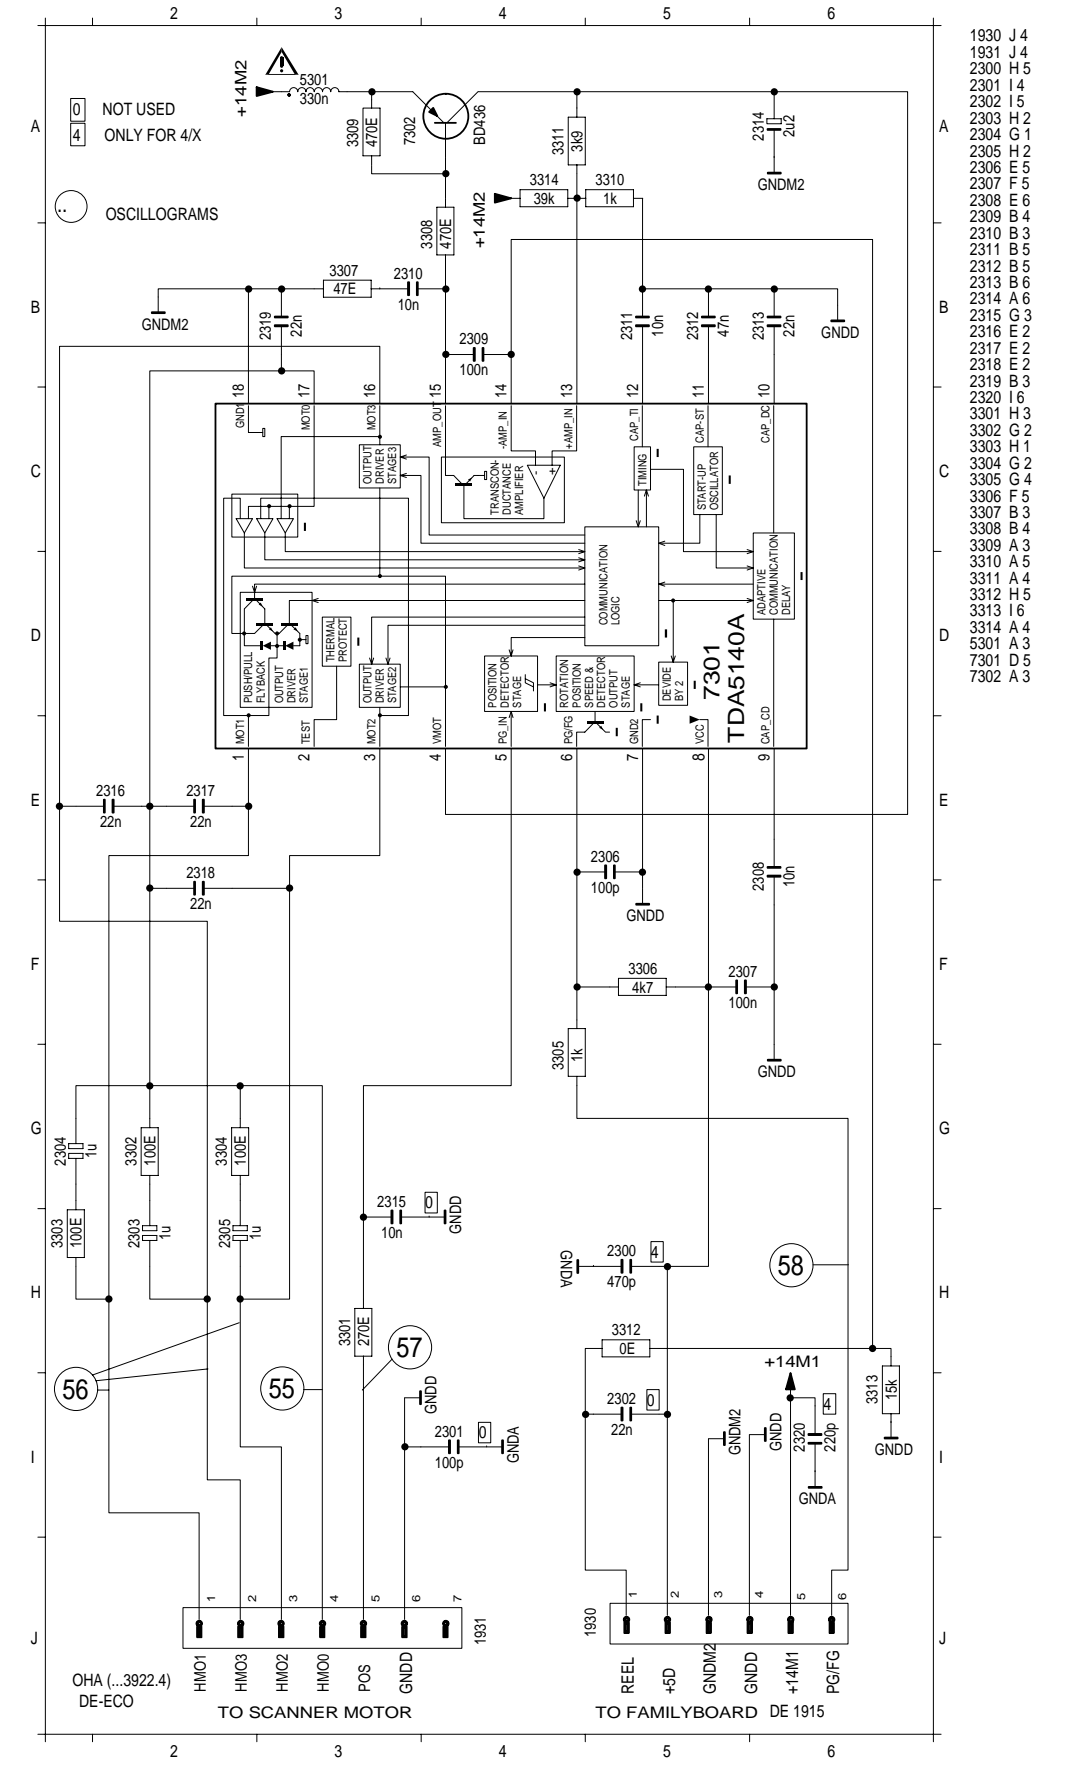 2 3 4 5 6
1930 J 4
1931 J 4
2300 H 5
2301 I 4
2302 I 5
2303 H 2
2304 G 1
2305 H 2
2306 E 5
2307 F 5
2308 E 6
2309 B 4
2310 B 3
2311 B 5
2312 B 5
2313 B 6
2314 A 6
2315 G 3
2316 E 2
2317 E 2
2318 E 2
2319 B 3
2320 I 6
3301 H 3
3302 G 2
3303 H 1
3304 G 2
3305 G 4
3306 F 5
3307 B 3
3308 B 4
3309 A 3
3310 A 5
3311 A 4
3312 H 5
3313 I 6
3314 A 4
5301 A 3
7301 D 5
7302 A 3
0 NOT USED
4 ONLY FOR 4/X
.. OSCILLOGRAMS
A
A
+14M2
!
5301
330n
3309
470E
7302
BD436
3311
3k9
2314
2u2
GNDM2
+14M2
3314
39k
3310
1k
3308
470E
B
B
3307
47E
2310
10n
GNDM2
2319
22n
2309
100n
2311
10n
2312
47n
2313
22n
GNDD
18 17 16 15 14 13 12 11 10
GND1
MOT0
MOT3
AMP_OUT
-AMP_IN
+AMP_IN
CAP_TI
CAP-ST
CAP_DC
C
C
OUTPUT
DRIVER
STAGE3
TRANSCON-
DUCTANCE
AMPLIFIER
- +
TIMING
START-UP
OSCILLATOR
D
D
COMMUNICATION
LOGIC
ADAPTIVE
COMMUNICATION
DELAY
PUSH/PULL
FLYBACK
OUTPUT
DRIVER
STAGE1
THERMAL
PROTECT
OUTPUT
DRIVER
STAGE2
POSITION
DETECTOR
STAGE
ROTATION
POSITION
SPEED &
DETECTOR
OUTPUT
STAGE
DEVIDE
BY 2
7301
TDA5140A
MOT1
TEST
MOT2
VMOT
PG_IN
PG/FG
GND2
VCC
CAP_CD
1 2 3 4 5 6 7 8 9
E
E
2316
22n
2317
22n
2318
22n
2306
100p
GNDD
2308
10n
F
F
3306
4k7
2307
100n
3305
1k
GNDD
G
G
2304
1u
3302
100E
3304
100E
3303
100E
2303
1u
2305
1u
2315
10n
0
GNDD
H
H
GNDA
2300
470p
4
58
3301
270E
57
3312
0E
+14M1
3313
15k
GNDD
56
55
I
I
GNDD
2301
100p
0
GNDA
2302
22n
0
GNDM2
GNDD
2320
220p
4
GNDA
J
J
1 2 3 4 5 6 7
1931
HMO1
HMO3
HMO2
HMO0
POS
GNDD
1930
1 2 3 4 5 6
REEL
+5D
GNDM2
GNDD
+14M1
PG/FG
OHA (...3922.4)
DE-ECO
TO SCANNER MOTOR
TO FAMILYBOARD DE 1915
2 3 4 5 6